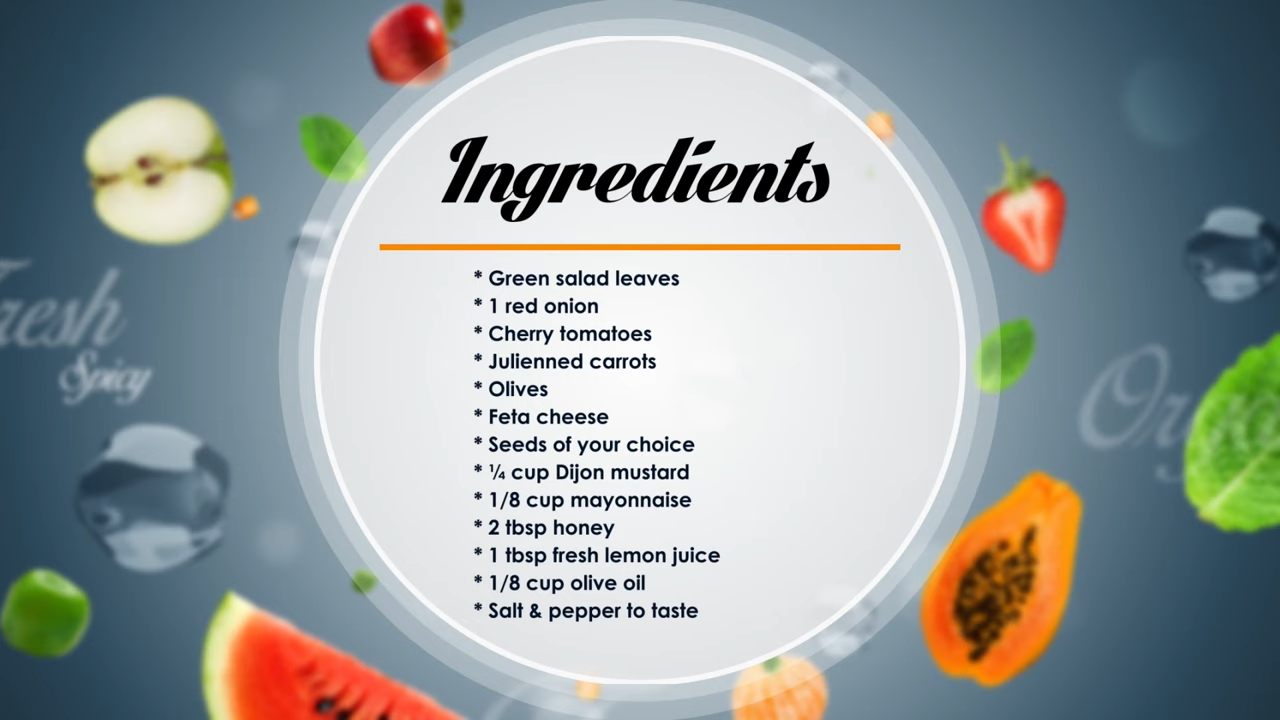 Ingredients
* Green salad leaves
* 1 red onion
* Cherry tomatoes
* Julienned carrots
* Olives
* Feta cheese
* Seeds of your choice
* ¼ cup Dijon mustard
* 1/8 cup mayonnaise
* 2 tbsp honey
* 1 tbsp fresh lemon juice
* 1/8 cup olive oil
* Salt & pepper to taste
Spicy